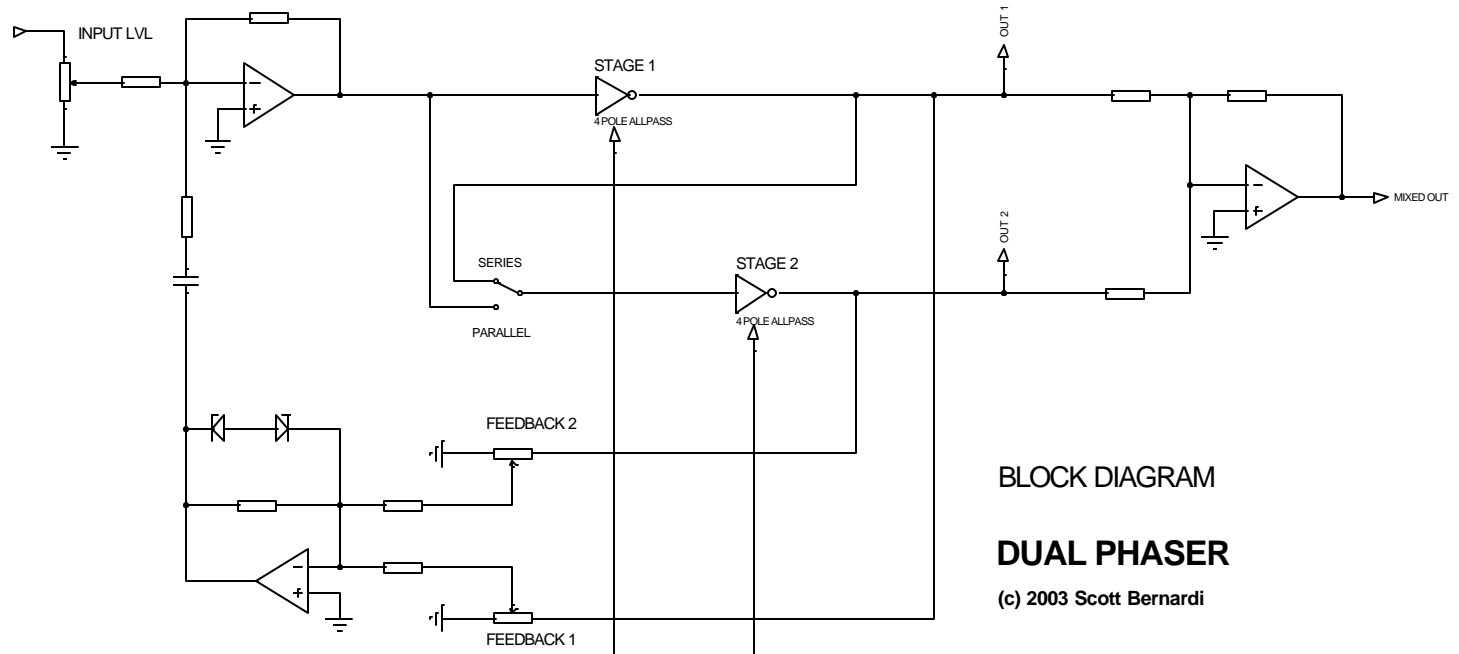 INPUT LVL
OUT 1
STAGE 1
4 POLE ALLPASS
MIXED OUT
OUT 2
SERIES
STAGE 2
4 POLE ALLPASS
PARALLEL
FEEDBACK 2
BLOCK DIAGRAM
DUAL PHASER
(c) 2003 Scott Bernardi
FEEDBACK 1